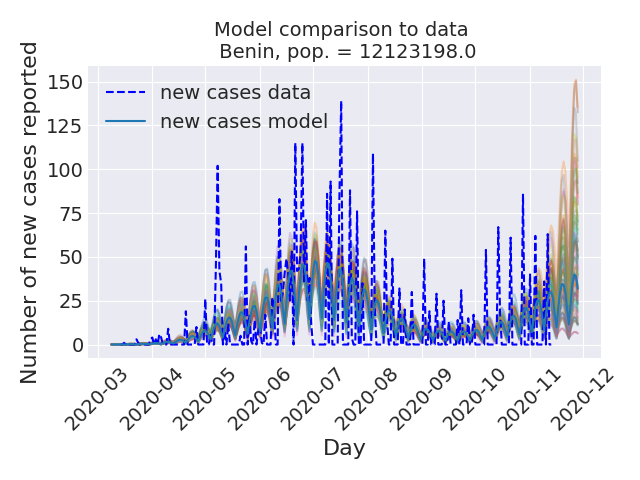 Model comparison to data
Benin, pop. = 12123198.0
Number of new cases reported
150
125
100
75
50
25
0
new cases data
new cases model
2020-03
2020-04
2020-05
2020-06
2020-07
2020-08
2020-09
2020-10
2020-11
2020-12
Day